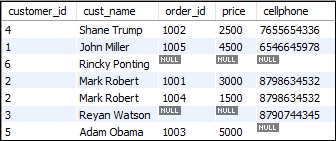 customer_id cust_name order_id price cellphone
4 Shane Trump 1002 2500 7655654336
1 John Miller 1005 4500 6546645978
6 Rincky Ponting NULL NULL NULL
2 Mark Robert 1001 3000 8798634532
2 Mark Robert 1004 1500 8798634532
3 Reyan Watson NULL NULL 8790744345
5 Adam Obama 1003 5000 NULL